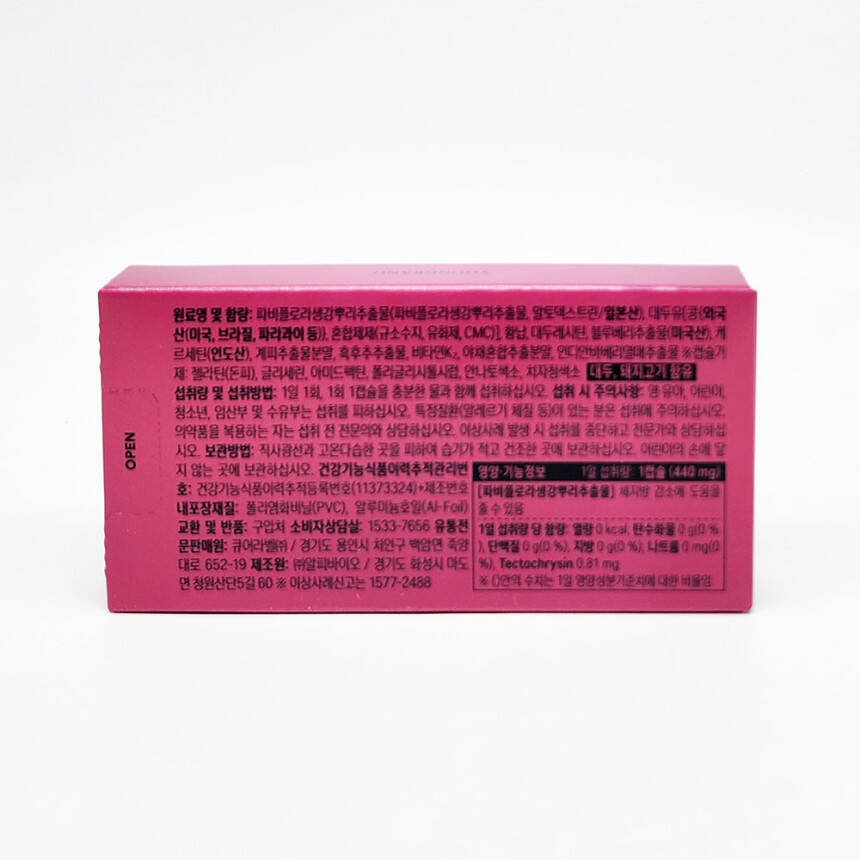 원료명 및 함량: 파비플로라생강뿌리추출물(파비플로라생강뿌리추출물, 말토덱스트린/일본산), 대두유{콩(외국
산(미국, 브라질, 파라과이 등)}, 혼합제제(규소수지, 유화제, CMC)], 황납, 대두레시틴, 블루베리추출물(미국산), 케
르세틴(인도산), 계피추출물분말, 흑후추추출물, 비타민K₂, 야채혼합추출분말, 인디안바베리열매추출물 ※캡슐기
제: 젤라틴(돈피), 글리세린, 아미드펙틴, 폴리글리시톨시럽, 안나토색소, 치자청색소 대두, 돼지고기 함유
섭취량 및 섭취방법: 1일 1회, 1회 1캡슐을 충분한 물과 함께 섭취하십시오. 섭취 시 주의사항: 영·유아, 어린이,
청소년, 임산부 및 수유부는 섭취를 피하십시오. 특정질환(알레르기 체질 등)이 있는 분은 섭취에 주의하십시오.
의약품을 복용하는 자는 섭취 전 전문의와 상담하십시오. 이상사례 발생 시 섭취를 중단하고 전문가와 상담하십
시오. 보관방법: 직사광선과 고온다습한 곳을 피하여 습기가 적고 건조한 곳에 보관하십시오. 어린이의 손에 닿
지 않는 곳에 보관하십시오. 건강기능식품이력추적관리번
호: 건강기능식품이력추적등록번호(11373324)+제조번호
내포장재질: 폴리염화비닐(PVC), 알루미늄호일(Al-Foil)
교환 및 반품: 구입처 소비자상담실: 1533-7656 유통전
문판매원: 큐어라벨㈜ / 경기도 용인시 처인구 백암면 죽양
대로 652-19 제조원: ㈜알피바이오 / 경기도 화성시 마도
면 청원산단5길 60 ※ 이상사례신고는 1577-2488
영양·기능정보 1일 섭취량: 1캡슐 (440 mg)
[파비플로라생강뿌리추출물] 체지방 감소에 도움을
줄 수 있음
1일 섭취량 당 함량: 열량 0 kcal, 탄수화물 0 g(0 %
), 단백질 0 g(0 %), 지방 0 g(0 %), 나트륨 0 mg(0
%), Tectochrysin 0.81 mg
※ ()안의 수치는 1일 영양성분기준치에 대한 비율임
OPEN